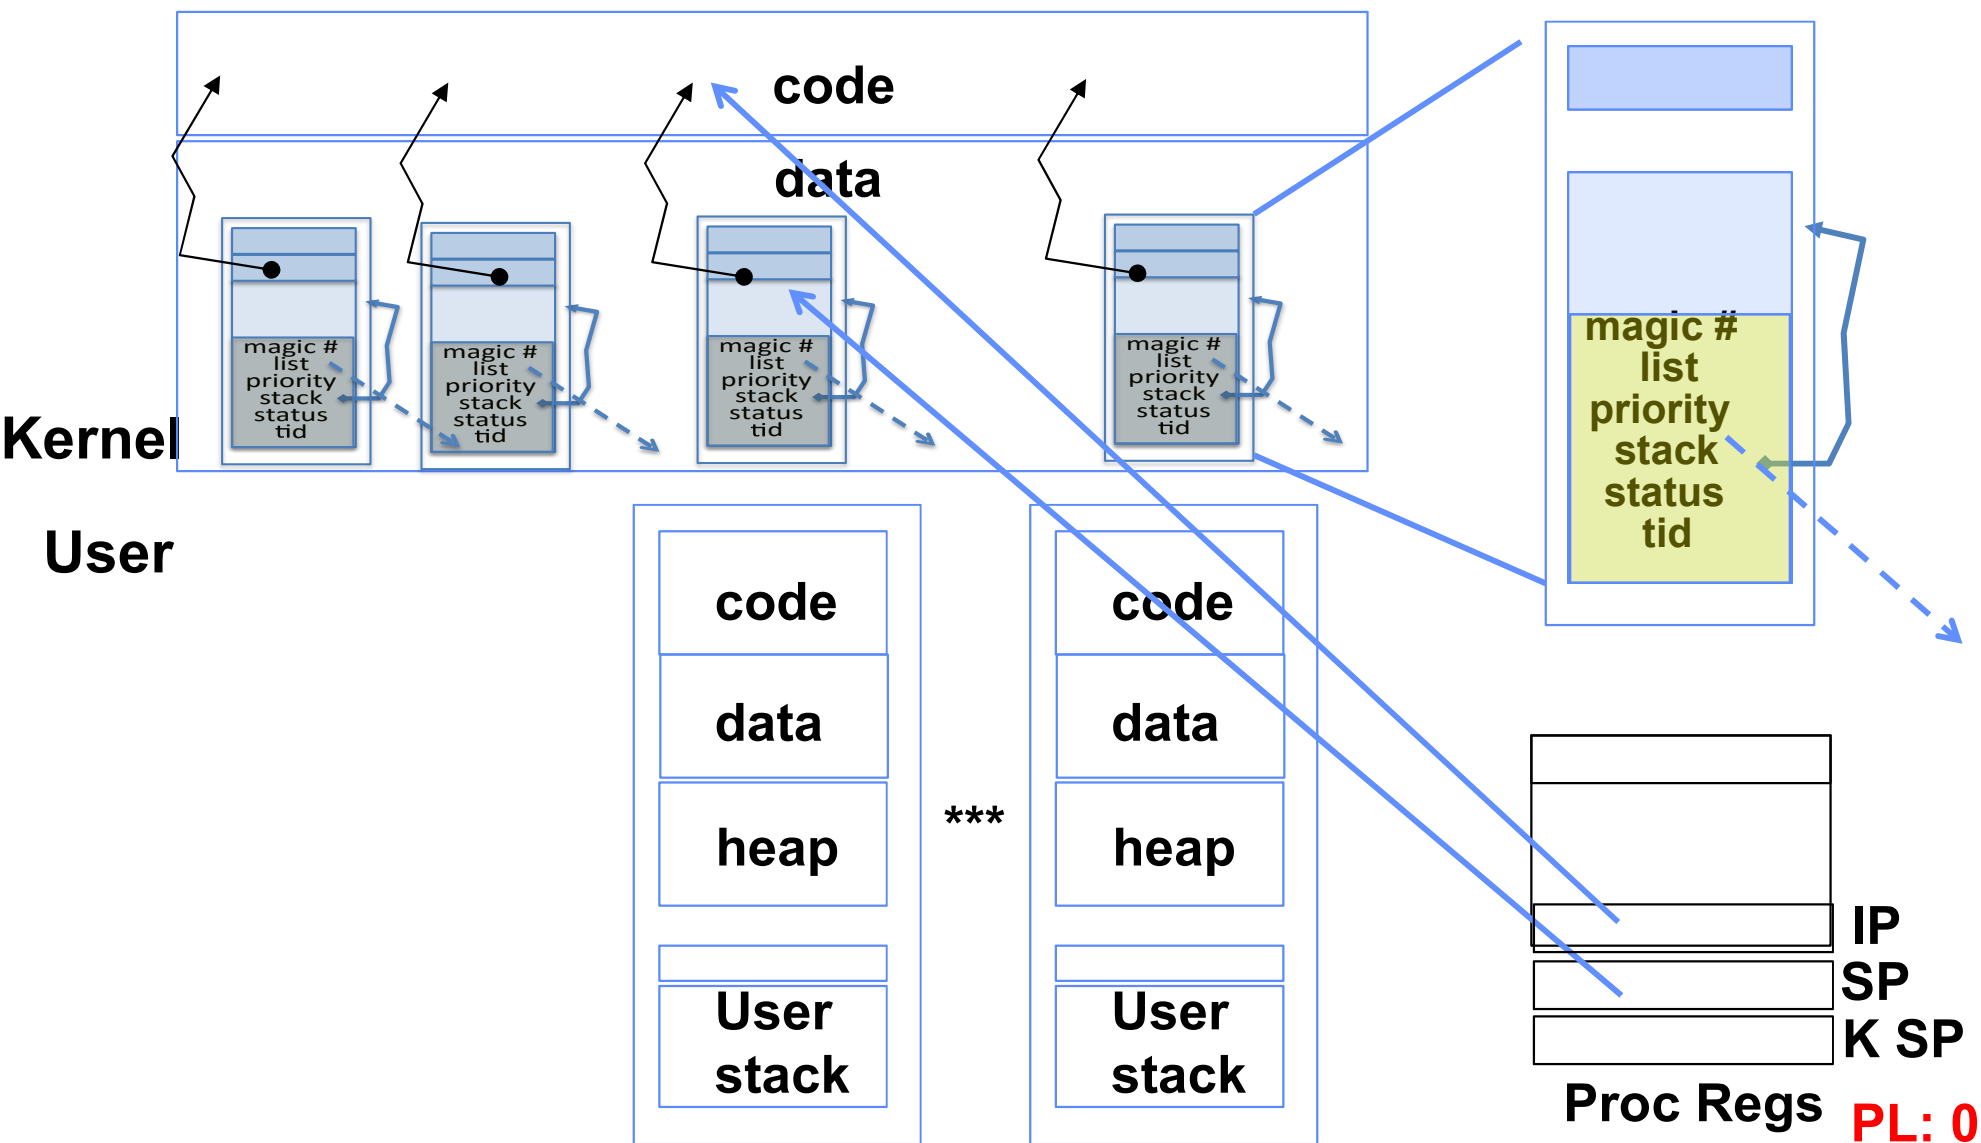 code
data
magic #
list
priority
stack
status
tid
magic #
list
priority
stack
status
tid
magic #
list
priority
stack
status
tid
magic #
list
priority
stack
status
tid
magic #
list
priority
stack
status
tid
Kernel
User
code
data
heap
User
stack
***
code
data
heap
User
stack
IP
SP
K SP
Proc Regs
PL: 0